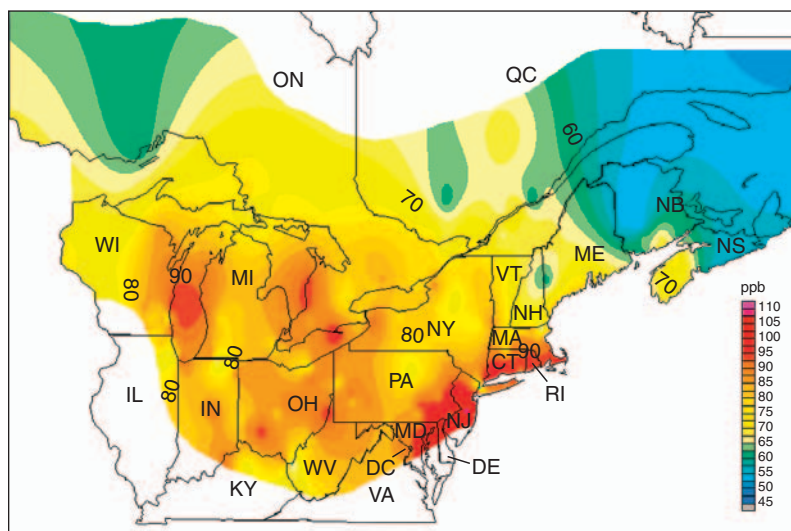 ON
QC
60
70
NB
NS
WI
90
MI
ME
VT
70
80
NH
ppb
NY
80
MA
90
CT
80
PA
RI
80
IL
IN
OH
NJ
MD
WV
DC
DE
KY
VA
110
105
100
95
90
85
80
75
70
65
60
55
50
45